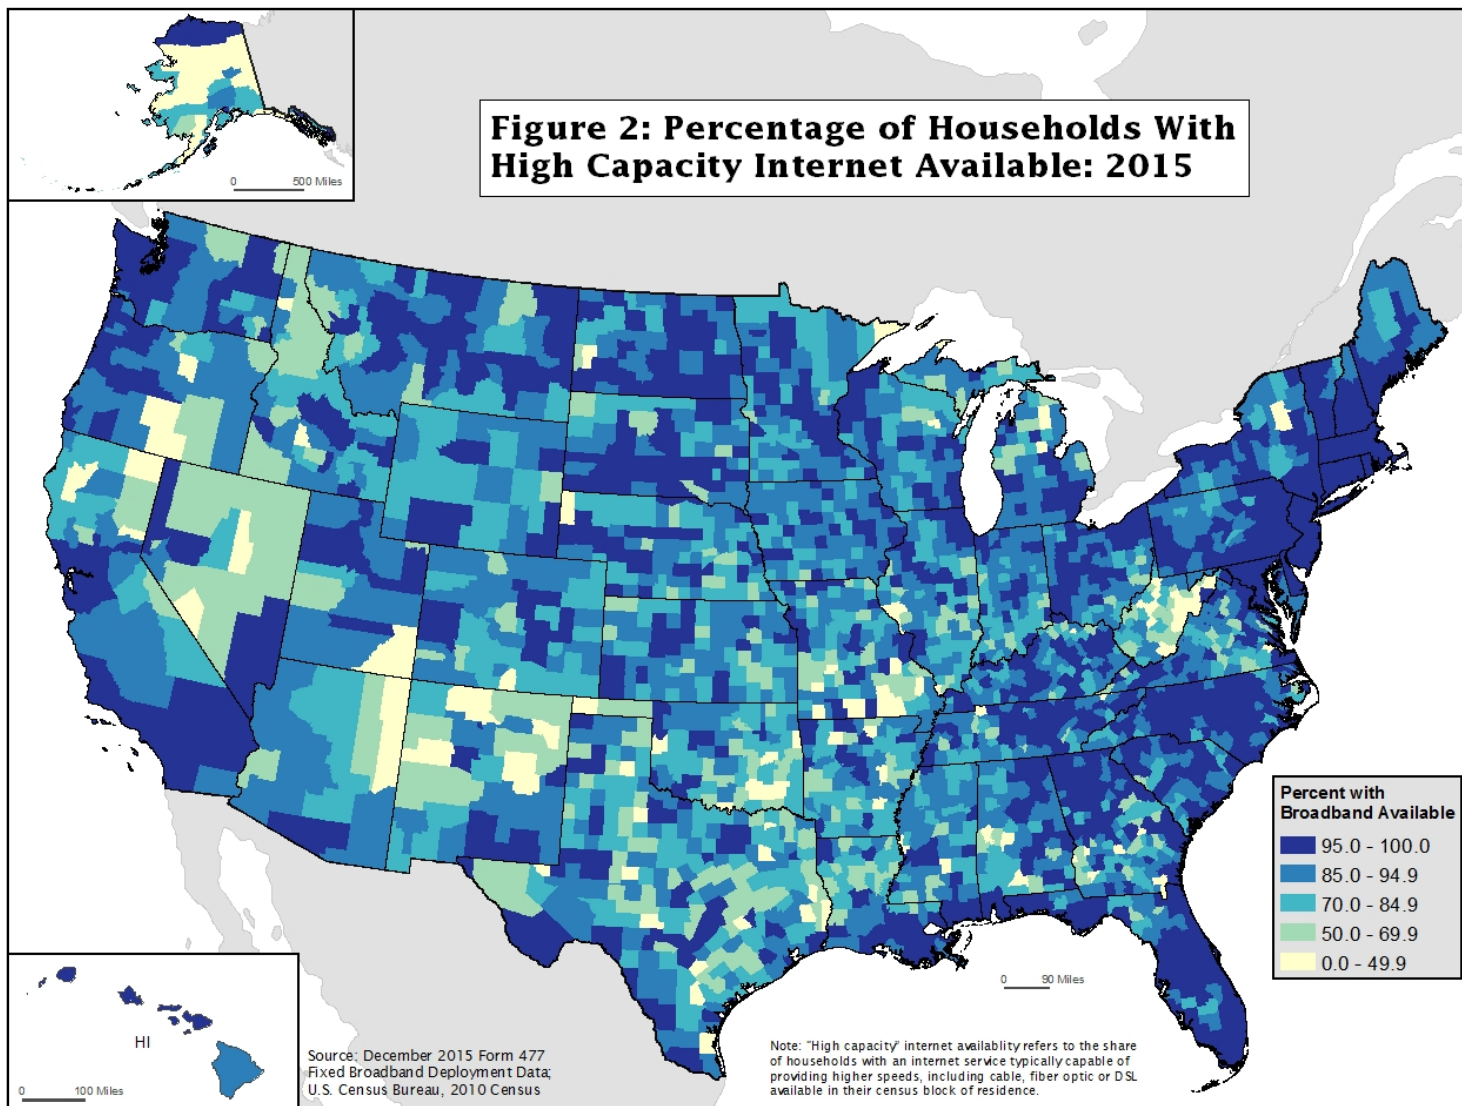 0 500 Miles
Figure 2: Percentage of Households With
High Capacity Internet Available: 2015
Percent with
Broadband Available
95.0 - 100.0
85.0 - 94.9
70.0 - 84.9
50.0 - 69.9
0.0 - 49.9
0 90 Miles
HI
0 100 Miles
Source: December 2015 Form 477
Fixed Broadband Deployment Data;
U.S. Census Bureau, 2010 Census
Note: "High capacity" internet availablity refers to the share
of households with an internet service typically capable of
providing higher speeds, including cable, fiber optic or DSL
available in their census block of residence.